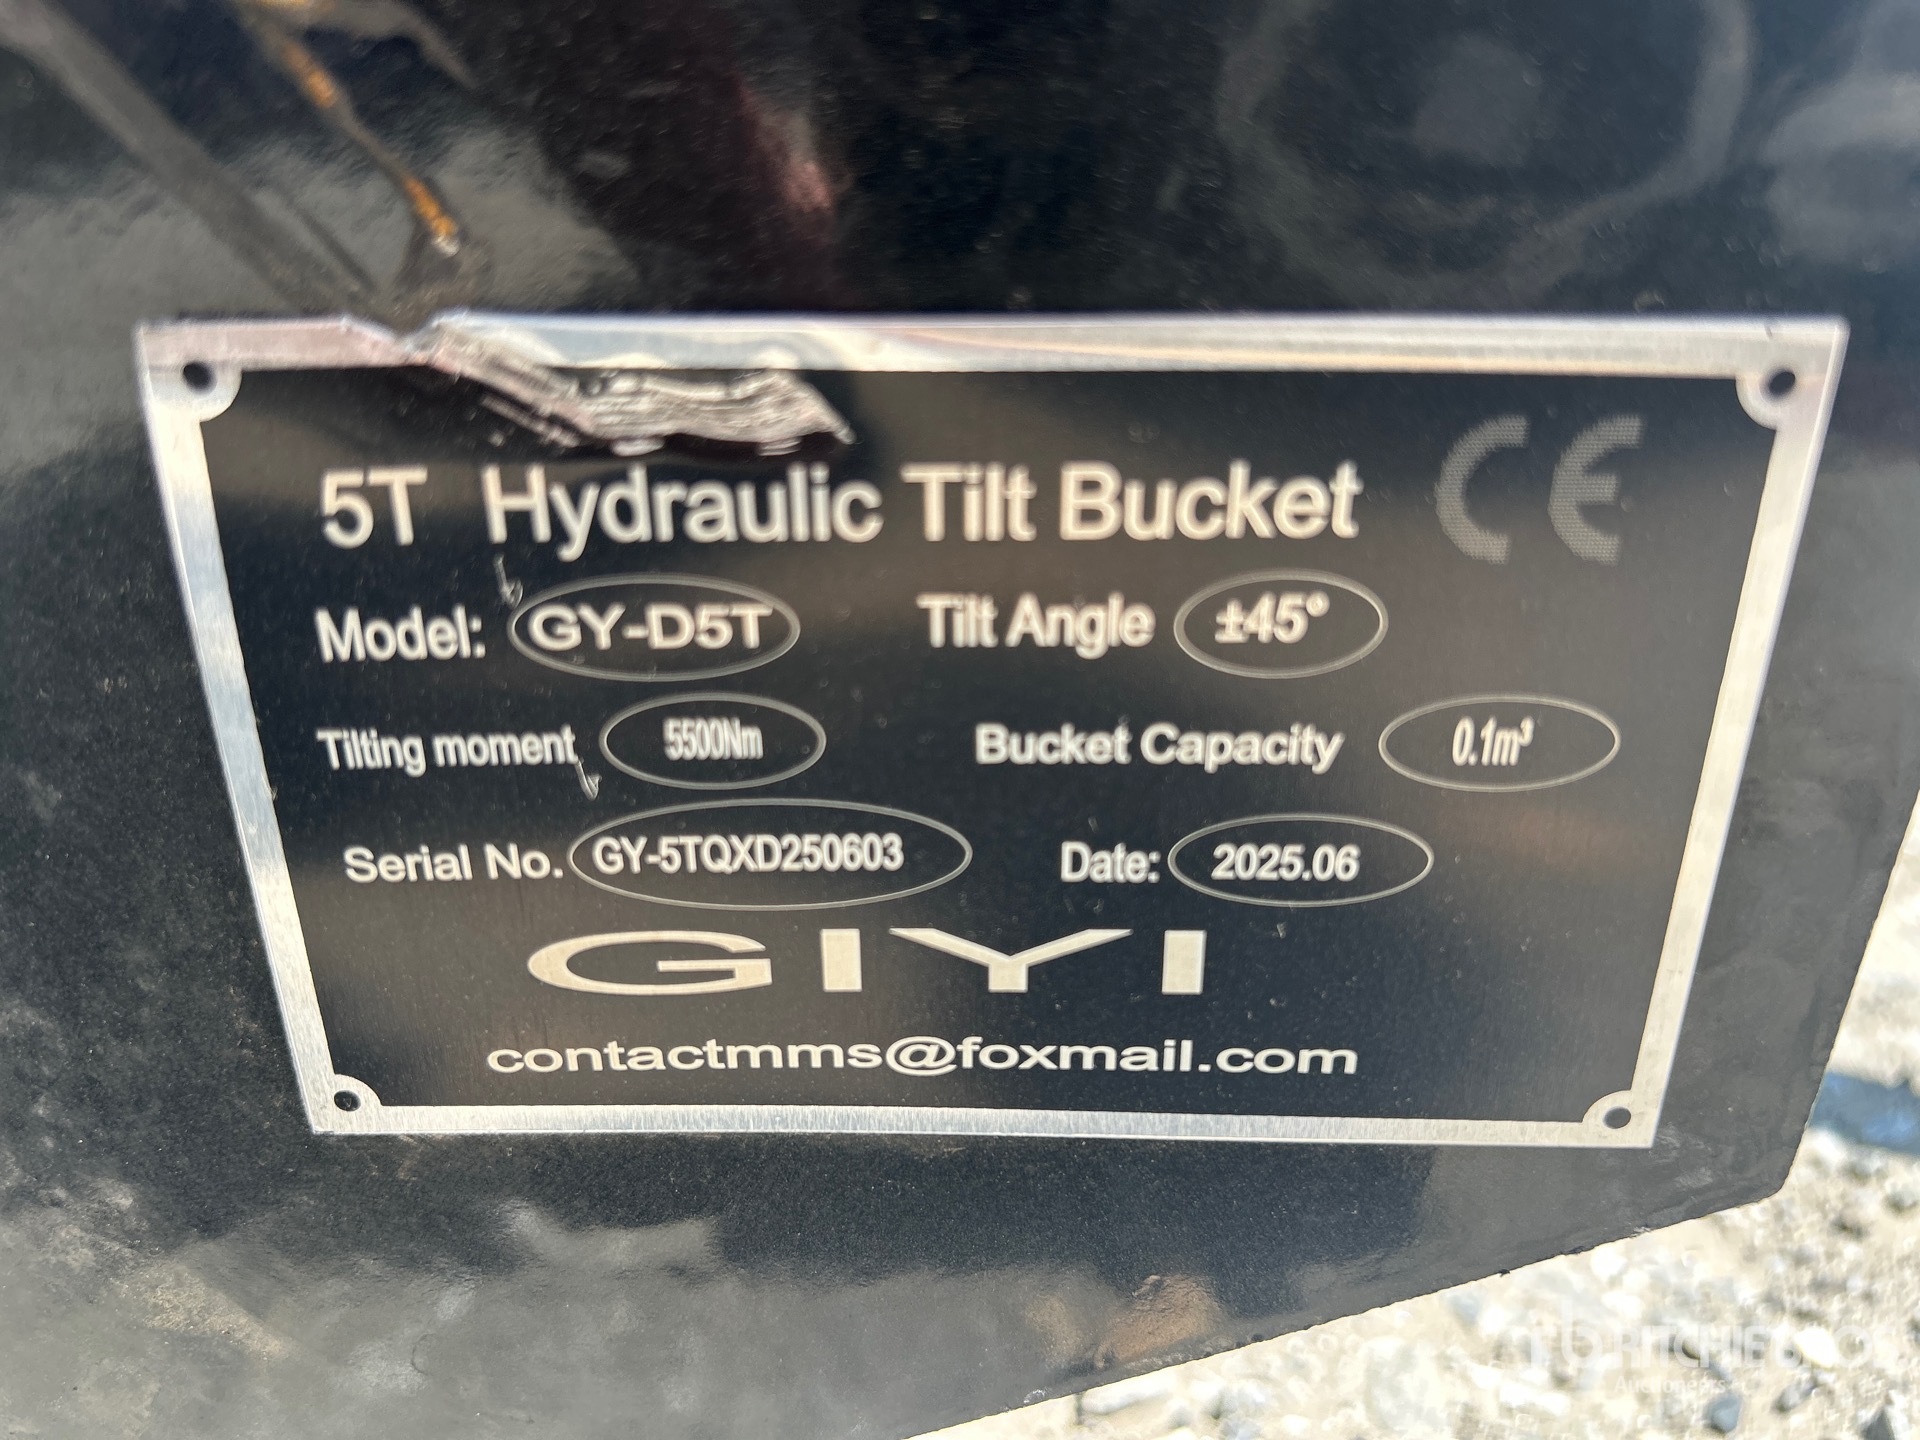 5T Hydraulic Tilt Bucket CE
Model: GY-D5T Tilt Angle ±45°
Tilting moment 5500Nm Bucket Capacity 0.1m³
Serial No. GY-5TQXD250603 Date: 2025.06
GIYI
contactmms@foxmail.com